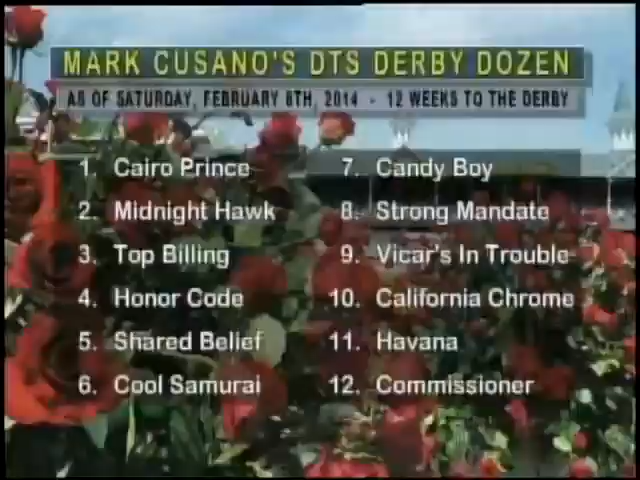 MARK CUSANO'S DTS DERBY DOZEN
AS OF SATURDAY, FEBRUARY 8TH, 2014 - 12 WEEKS TO THE DERBY
1. Cairo Prince
2. Midnight Hawk
3. Top Billing
4. Honor Code
5. Shared Belief
6. Cool Samurai
7. Candy Boy
8. Strong Mandate
9. Vicar's In Trouble
10. California Chrome
11. Havana
12. Commissioner